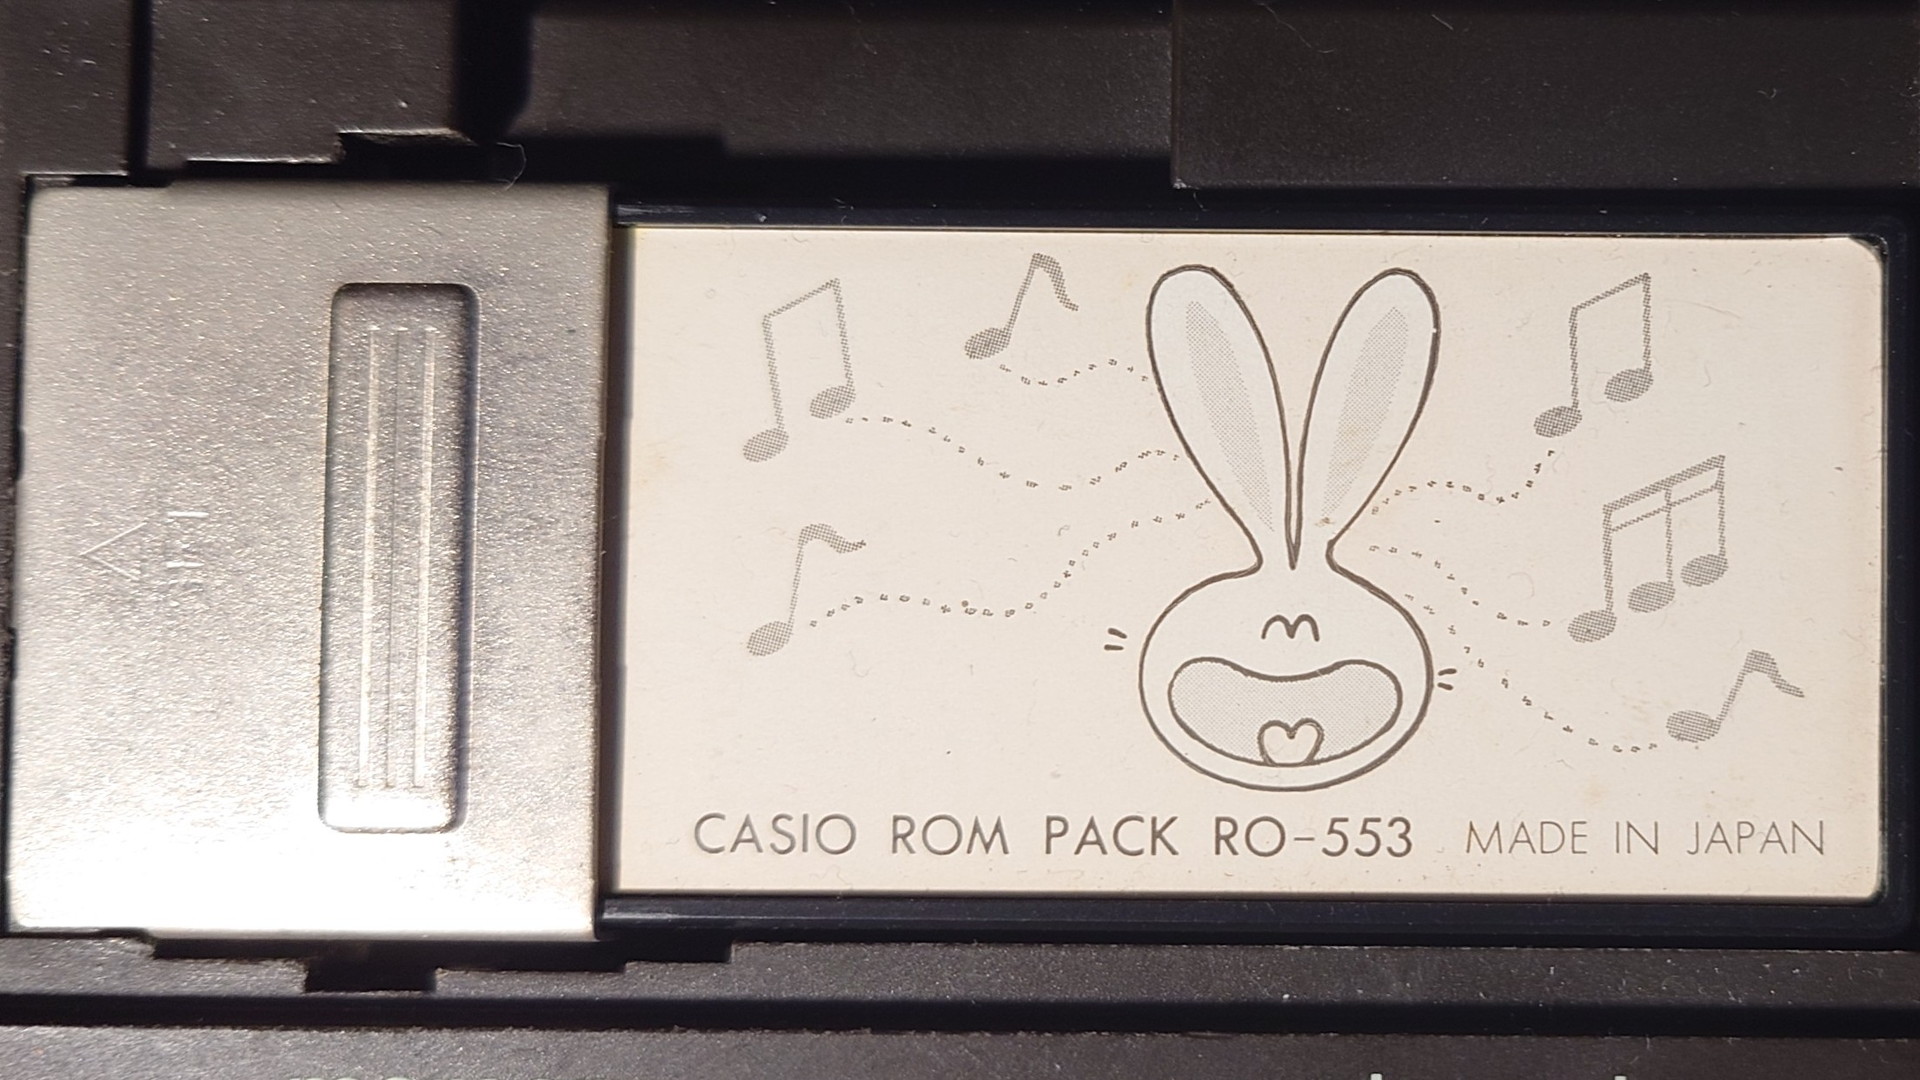 CASIO ROM PACK RO-553 MADE IN JAPAN